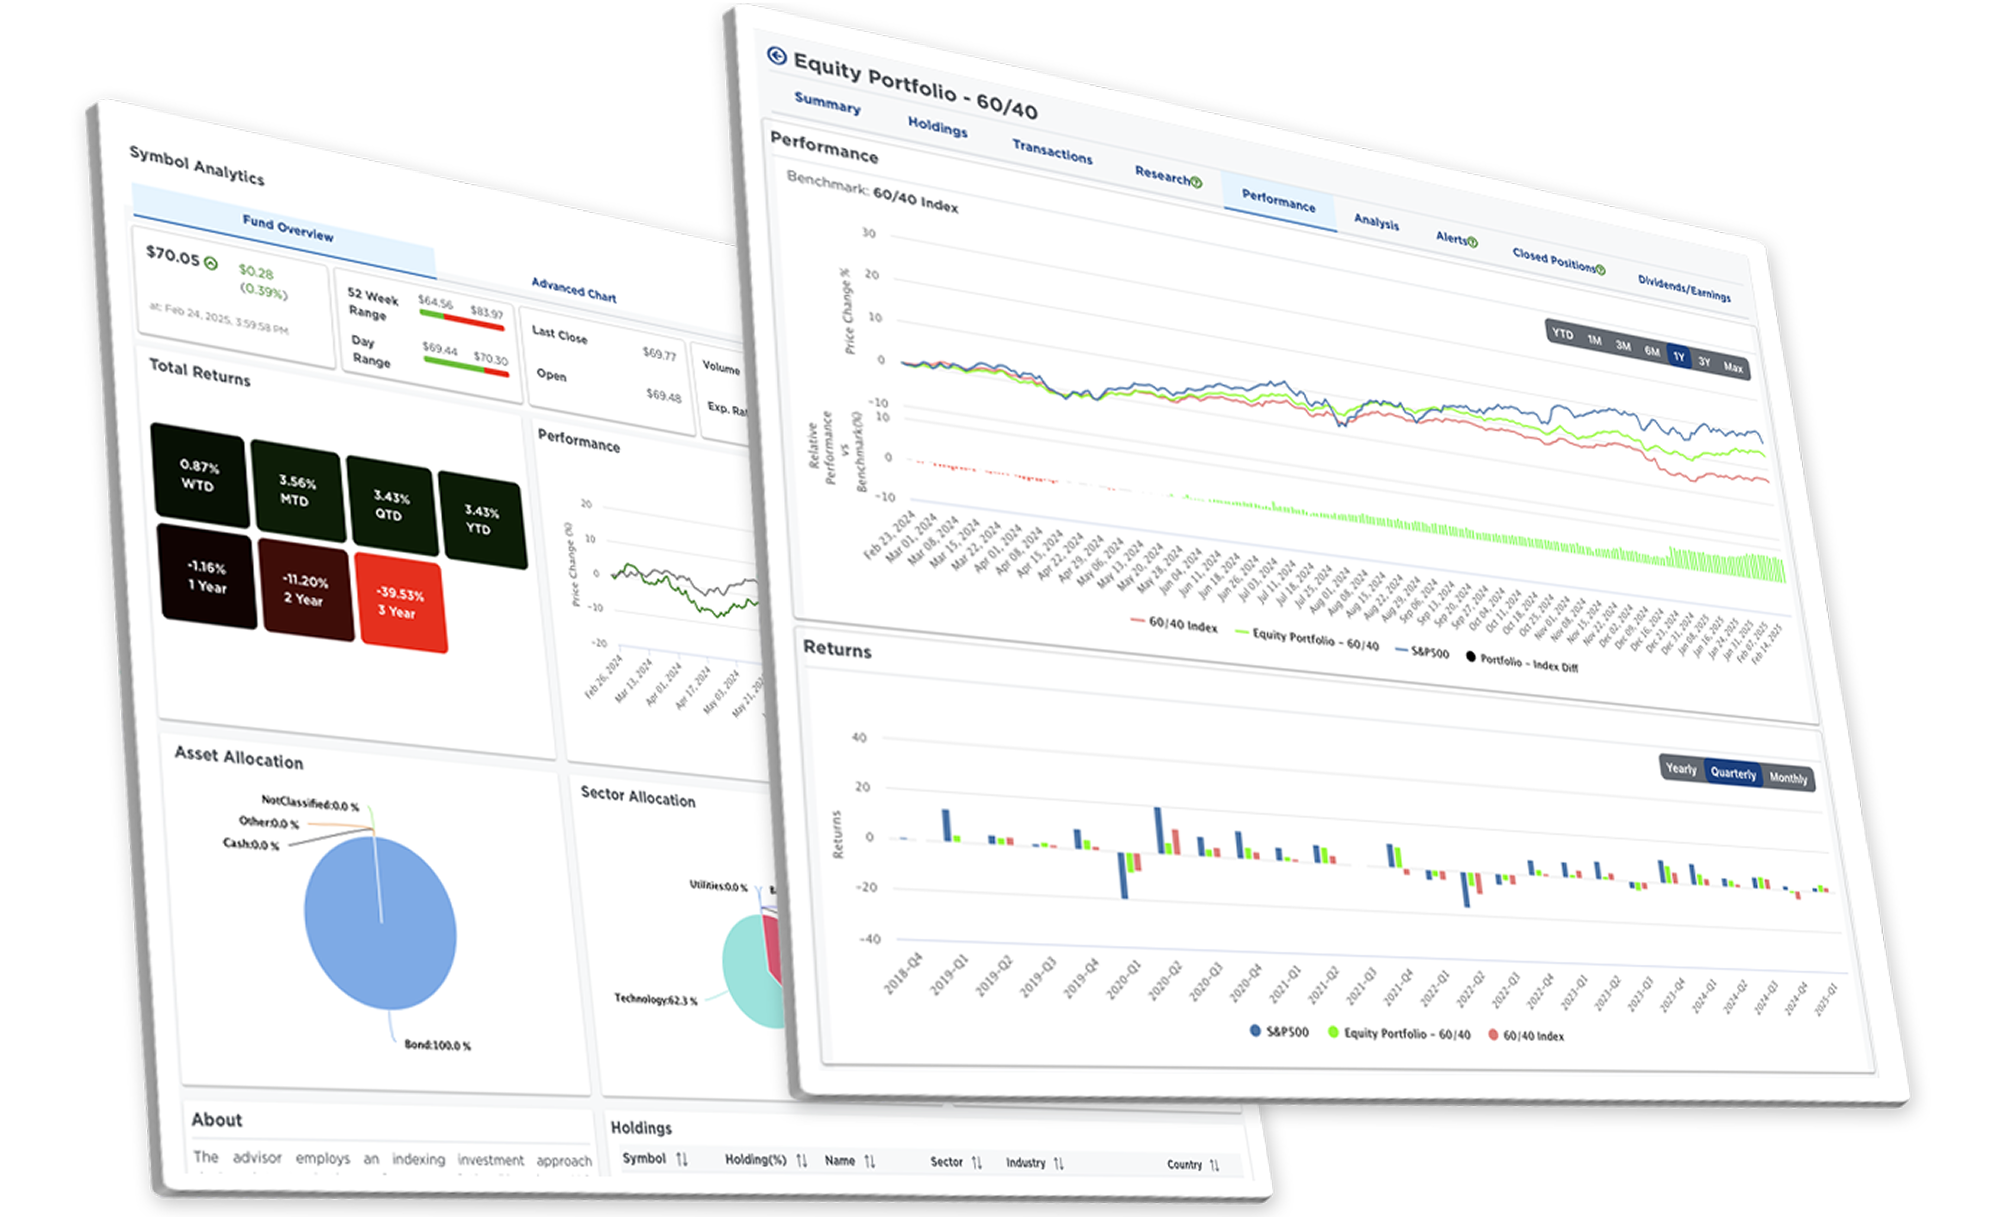 Symbol Analytics
Fund Overview
Advanced Chart
$70.05
$0.28
(0.39%)
at: Feb 24, 2025, 3:59:58 PM
52 Week
Range
$64.56 $83.97
Day
Range
$69.44 $70.30
Last Close
$69.77
Open
$69.48
Volume
Total Returns
0.87%
WTD
3.56%
MTD
3.43%
QTD
3.43%
YTD
-1.16%
1 Year
-11.20%
2 Year
-39.53%
3 Year
Performance
Price Change (%)
20
10
0
-10
-20
Feb 26, 2024
Mar 13, 2024
Apr 01, 2024
Apr 17, 2024
May 03, 2024
May 21,
Asset Allocation
NotClassified:0.0 %
Other:0.0 %
Cash:0.0 %
Bond:100.0 %
Sector Allocation
Utilities:0.0 %
Technology:62.3 %
About
The advisor employs an indexing investment approach
Holdings
Symbol Holding(%) Name Sector Industry Country
Equity Portfolio - 60/40
Summary Holdings Transactions Research Performance Analysis Alerts Closed Positions Dividends/Earnings
Performance
Benchmark: 60/40 Index
YTD 1M 3M 6M 1Y 3Y Max
Price Change %
30
20
10
0
-10
Relative
Performance
vs
Benchmark(%)
10
0
-10
Feb 23, 2024
Mar 01, 2024
Mar 08, 2024
Mar 15, 2024
Mar 22, 2024
Apr 01, 2024
Apr 08, 2024
Apr 15, 2024
Apr 22, 2024
Apr 29, 2024
May 06, 2024
May 13, 2024
May 20, 2024
May 28, 2024
Jun 04, 2024
Jun 11, 2024
Jun 18, 2024
Jun 26, 2024
Jul 03, 2024
Jul 11, 2024
Jul 18, 2024
Jul 25, 2024
Aug 01, 2024
Aug 08, 2024
Aug 15, 2024
Aug 22, 2024
Aug 29, 2024
Sep 06, 2024
Sep 13, 2024
Sep 20, 2024
Sep 27, 2024
Oct 04, 2024
Oct 11, 2024
Oct 18, 2024
Oct 25, 2024
Nov 01, 2024
Nov 08, 2024
Nov 15, 2024
Nov 22, 2024
Dec 02, 2024
Dec 09, 2024
Dec 16, 2024
Dec 23, 2024
Dec 31, 2024
Jan 08, 2025
Jan 16, 2025
Jan 24, 2025
Jan 31, 2025
Feb 07, 2025
Feb 14, 2025
60/40 Index Equity Portfolio - 60/40 S&P500 Portfolio - Index Diff
Returns
Yearly Quarterly Monthly
Returns
40
20
0
-20
-40
2018-Q4
2019-Q1
2019-Q2
2019-Q3
2019-Q4
2020-Q1
2020-Q2
2020-Q3
2020-Q4
2021-Q1
2021-Q2
2021-Q3
2021-Q4
2022-Q1
2022-Q2
2022-Q3
2022-Q4
2023-Q1
2023-Q2
2023-Q3
2023-Q4
2024-Q1
2024-Q2
2024-Q3
2024-Q4
2025-Q1
S&P500 Equity Portfolio - 60/40 60/40 Index